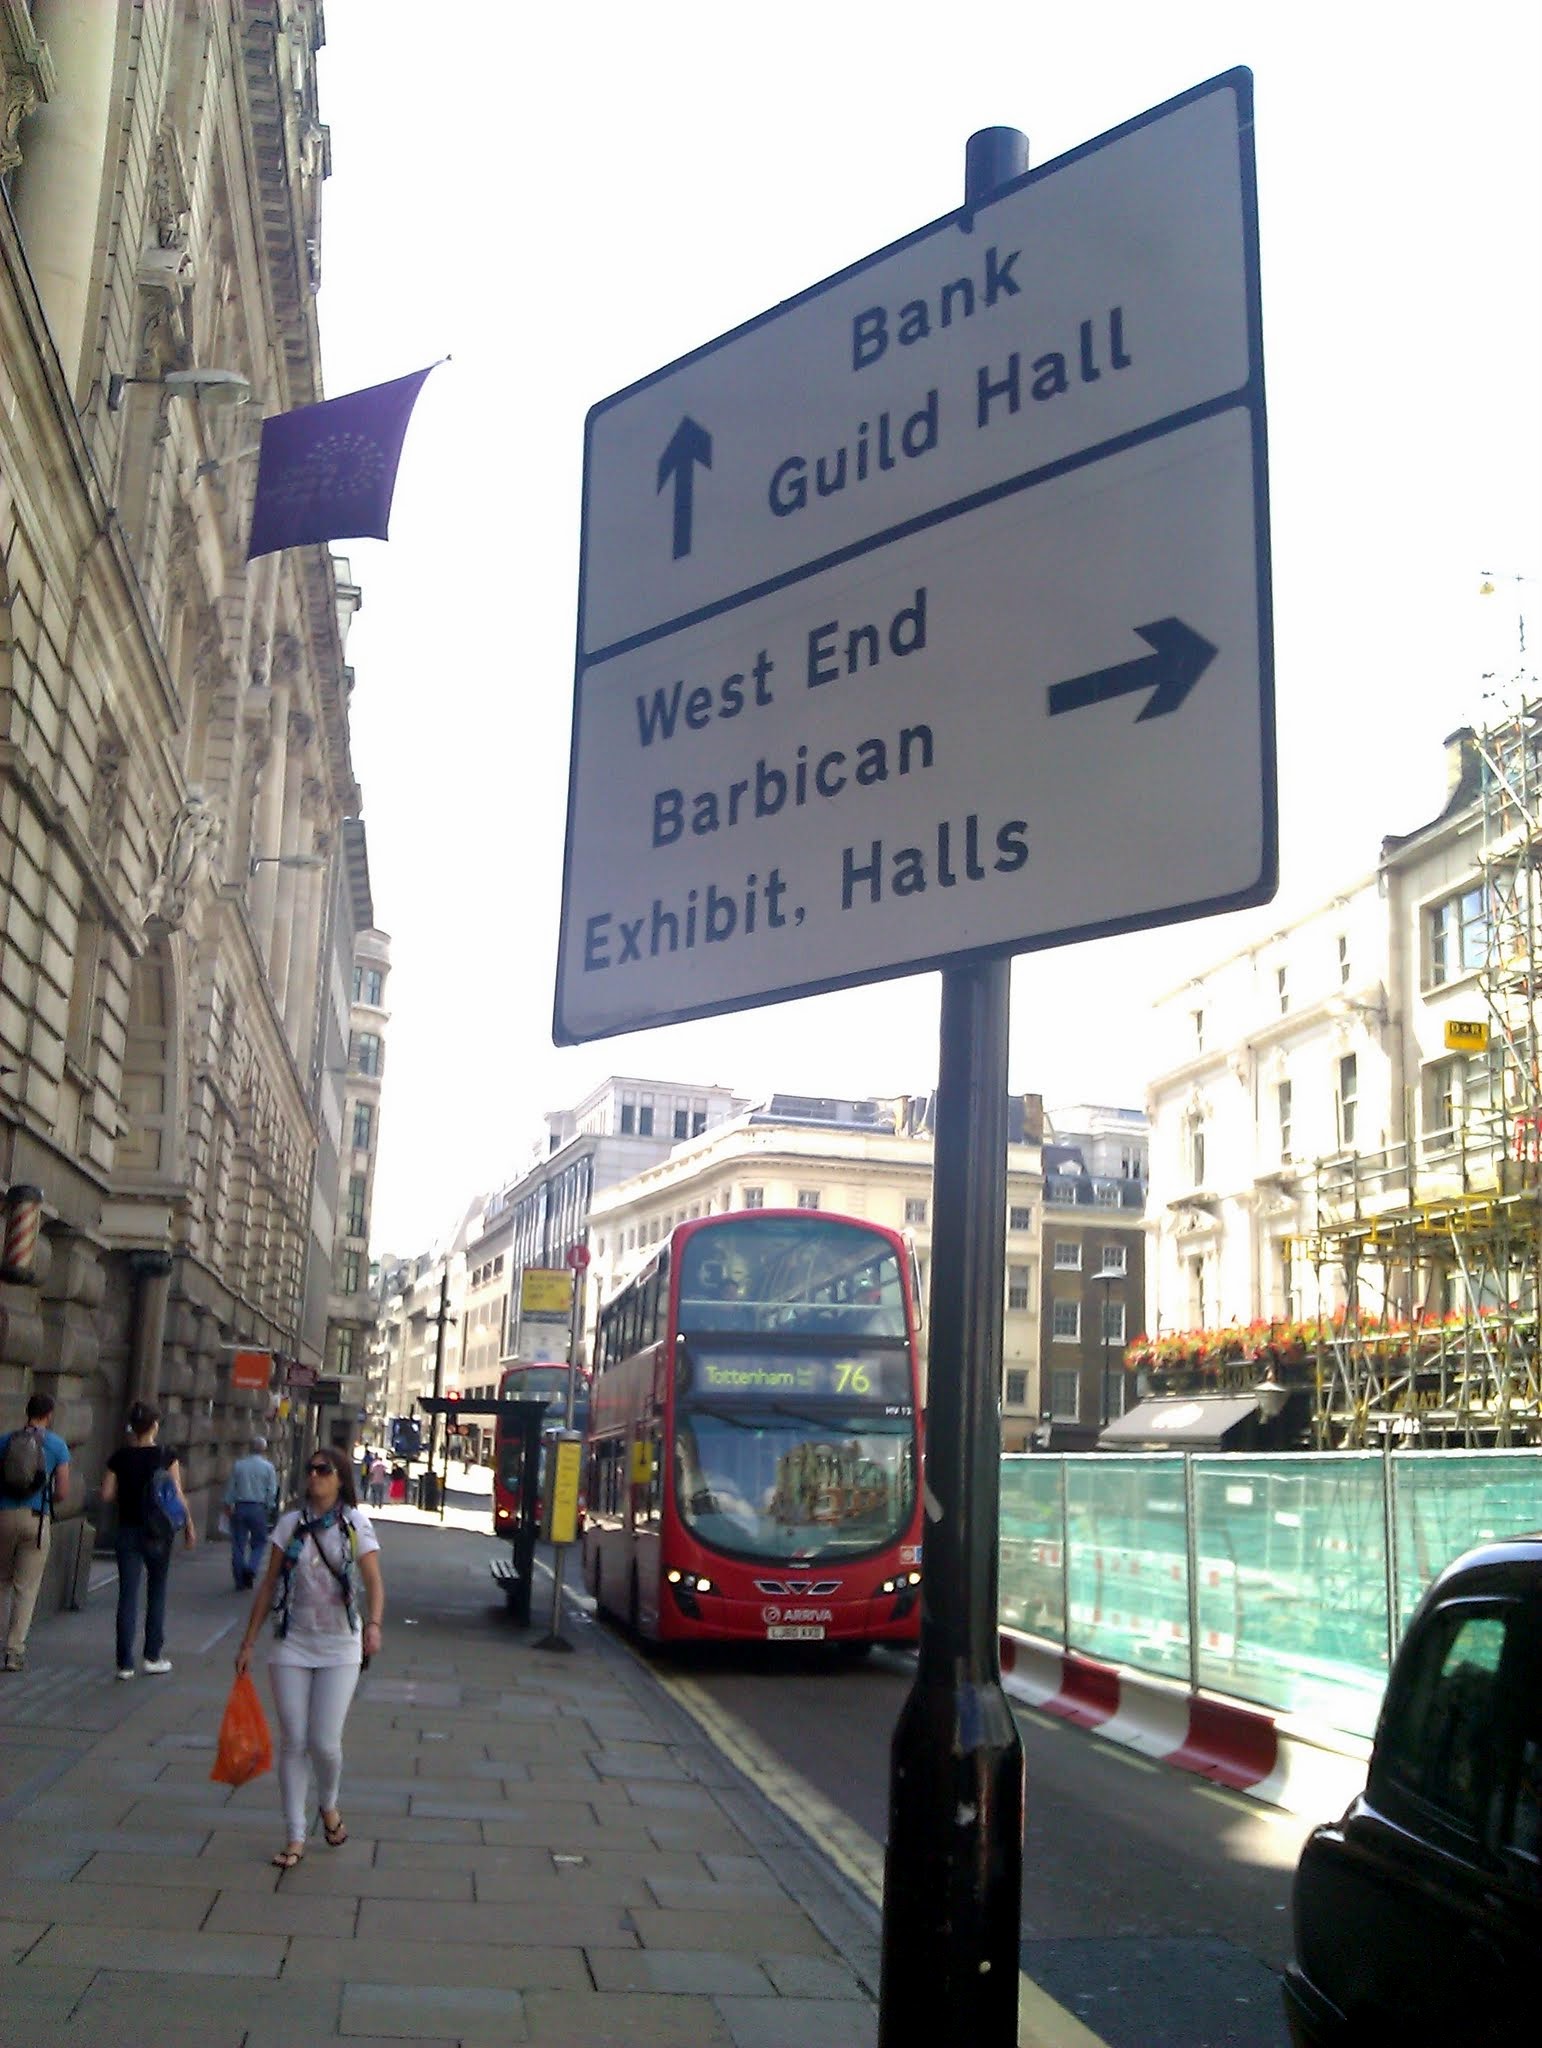 Bank
Guild Hall
West End
Barbican
Exhibit, Halls
Tottenham
76
ARRIVA
D+R